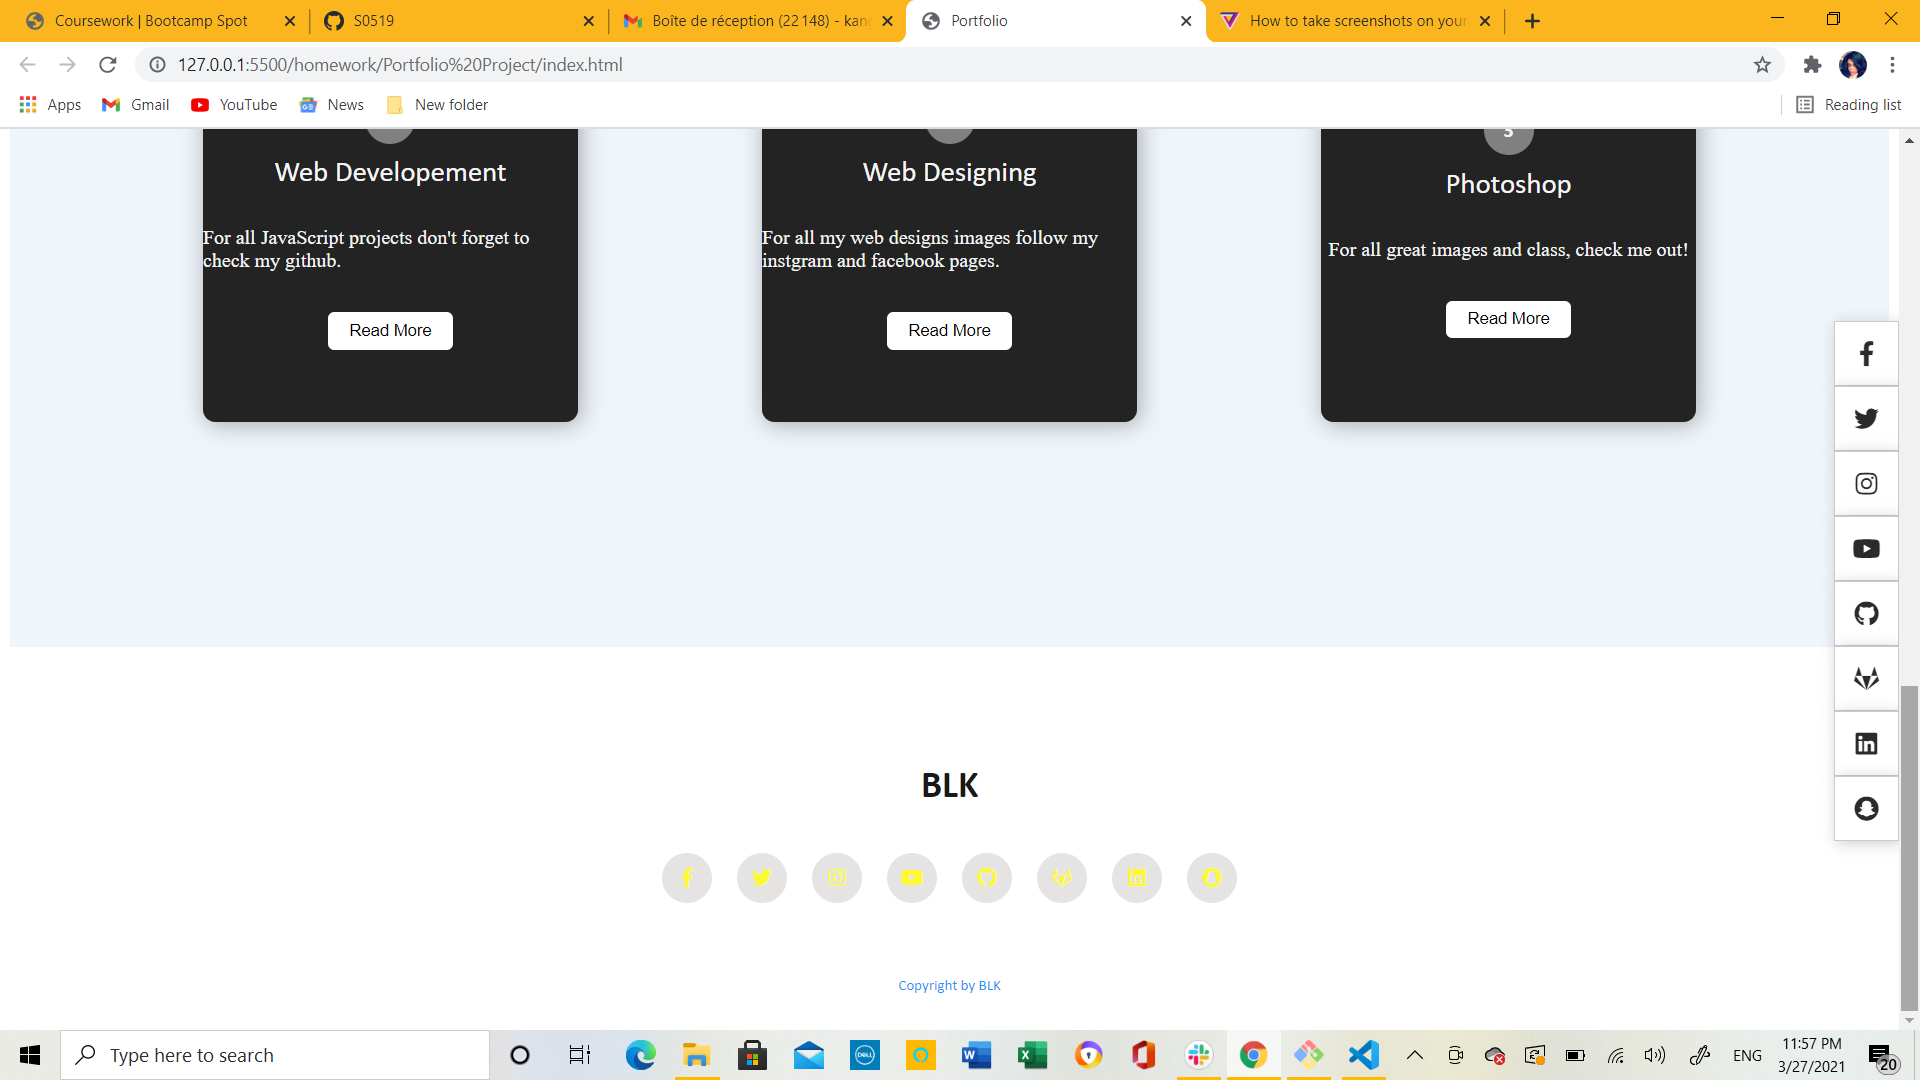 Coursework | Bootcamp Spot
S0519
Boîte de réception (22 148) - kang
Portfolio
How to take screenshots on your
127.0.0.1:5500/homework/Portfolio%20Project/index.html
Apps
Gmail
YouTube
News
New folder
Reading list
3
Web Developement
For all JavaScript projects don't forget to
check my github.
Read More
Web Designing
For all my web designs images follow my
instgram and facebook pages.
Read More
Photoshop
For all great images and class, check me out!
Read More
BLK
Copyright by BLK
Type here to search
ENG
11:57 PM
3/27/2021
20